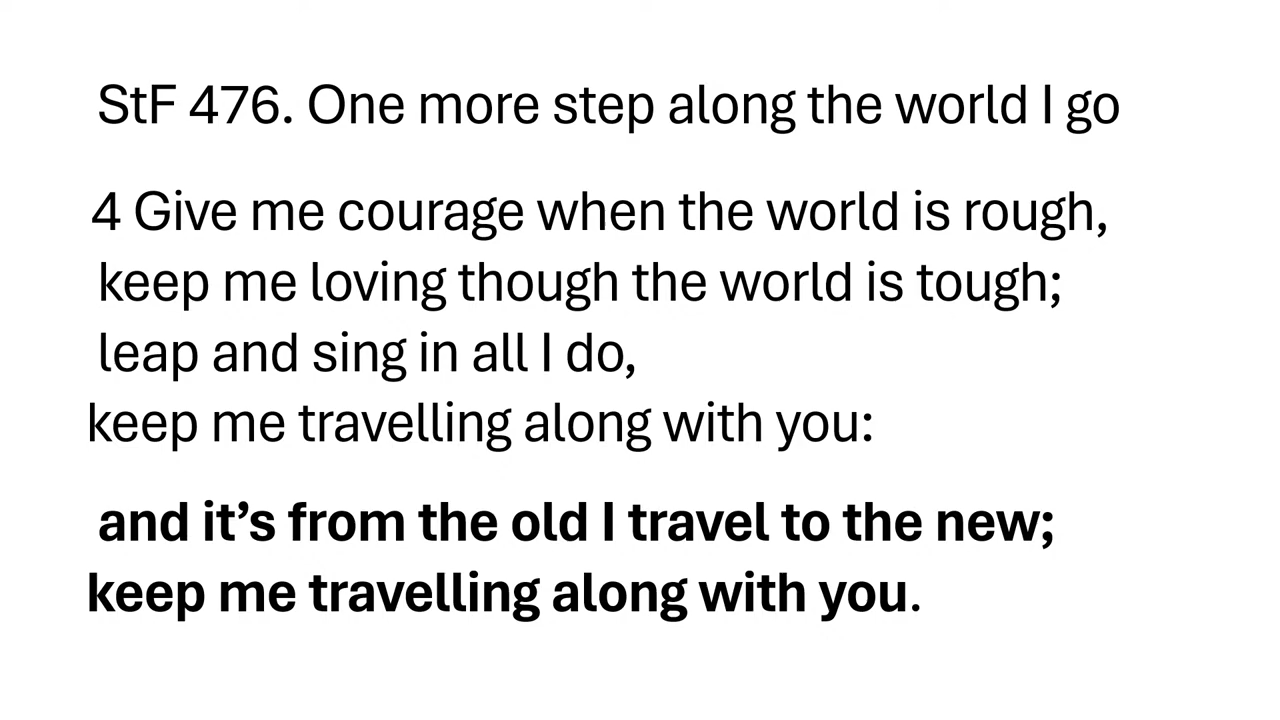 StF 476. One more step along the world I go
4 Give me courage when the world is rough,
keep me loving though the world is tough;
leap and sing in all I do,
keep me travelling along with you:
and it’s from the old I travel to the new;
keep me travelling along with you.